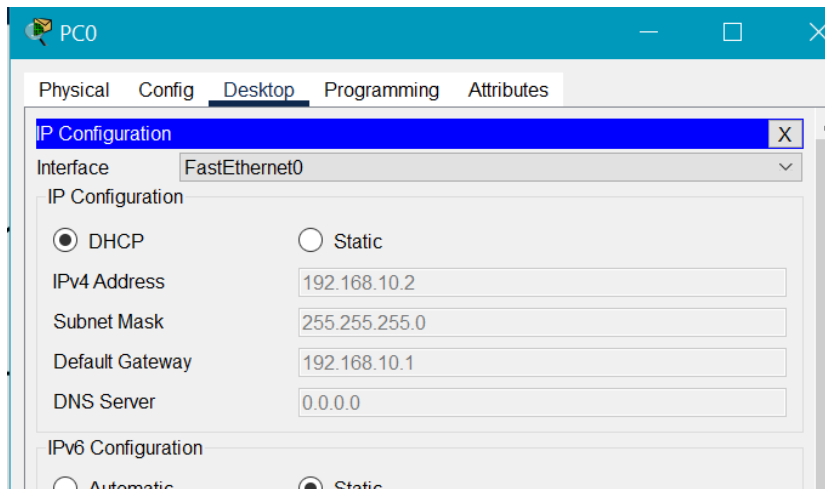 PC0
Physical Config Desktop Programming Attributes
IP Configuration X
Interface FastEthernet0
IP Configuration
DHCP Static
IPv4 Address 192.168.10.2
Subnet Mask 255.255.255.0
Default Gateway 192.168.10.1
DNS Server 0.0.0.0
IPv6 Configuration
Automatic Static